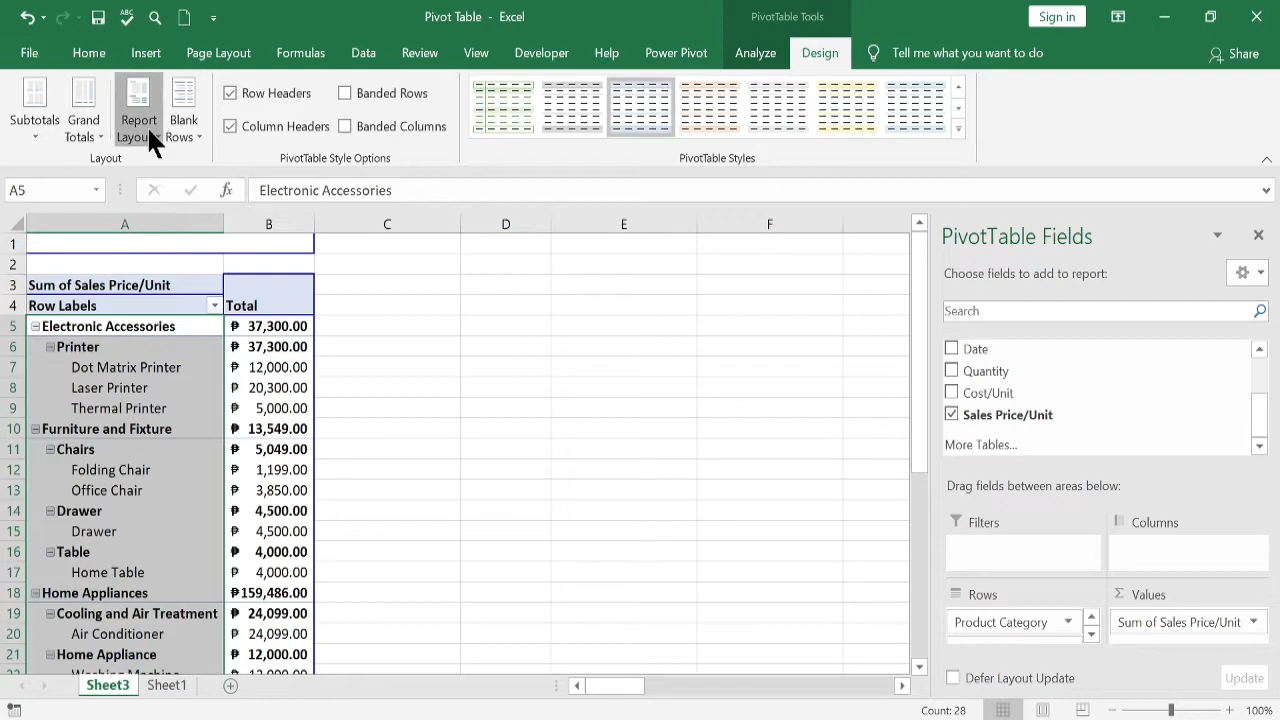 Pivot Table - Excel
PivotTable Tools
Sign in
File Home Insert Page Layout Formulas Data Review View Developer Help Power Pivot Analyze Design Tell me what you want to do Share
Subtotals
Grand Totals
Report Layout
Blank Rows
Layout
Row Headers
Banded Rows
Column Headers
Banded Columns
PivotTable Style Options
PivotTable Styles
A5
fx
Electronic Accessories
A B C D E F
1
2
3 Sum of Sales Price/Unit
4 Row Labels Total
5 Electronic Accessories ₱ 37,300.00
6 Printer ₱ 37,300.00
7 Dot Matrix Printer ₱ 12,000.00
8 Laser Printer ₱ 20,300.00
9 Thermal Printer ₱ 5,000.00
10 Furniture and Fixture ₱ 13,549.00
11 Chairs ₱ 5,049.00
12 Folding Chair ₱ 1,199.00
13 Office Chair ₱ 3,850.00
14 Drawer ₱ 4,500.00
15 Drawer ₱ 4,500.00
16 Table ₱ 4,000.00
17 Home Table ₱ 4,000.00
18 Home Appliances ₱159,486.00
19 Cooling and Air Treatment ₱ 24,099.00
20 Air Conditioner ₱ 24,099.00
21 Home Appliance ₱ 12,000.00
PivotTable Fields
Choose fields to add to report:
Search
Date
Quantity
Cost/Unit
Sales Price/Unit
More Tables...
Drag fields between areas below:
Filters
Columns
Rows
Values
Product Category
Sum of Sales Price/Unit
Defer Layout Update
Update
Sheet3
Sheet1
Count: 28
100%